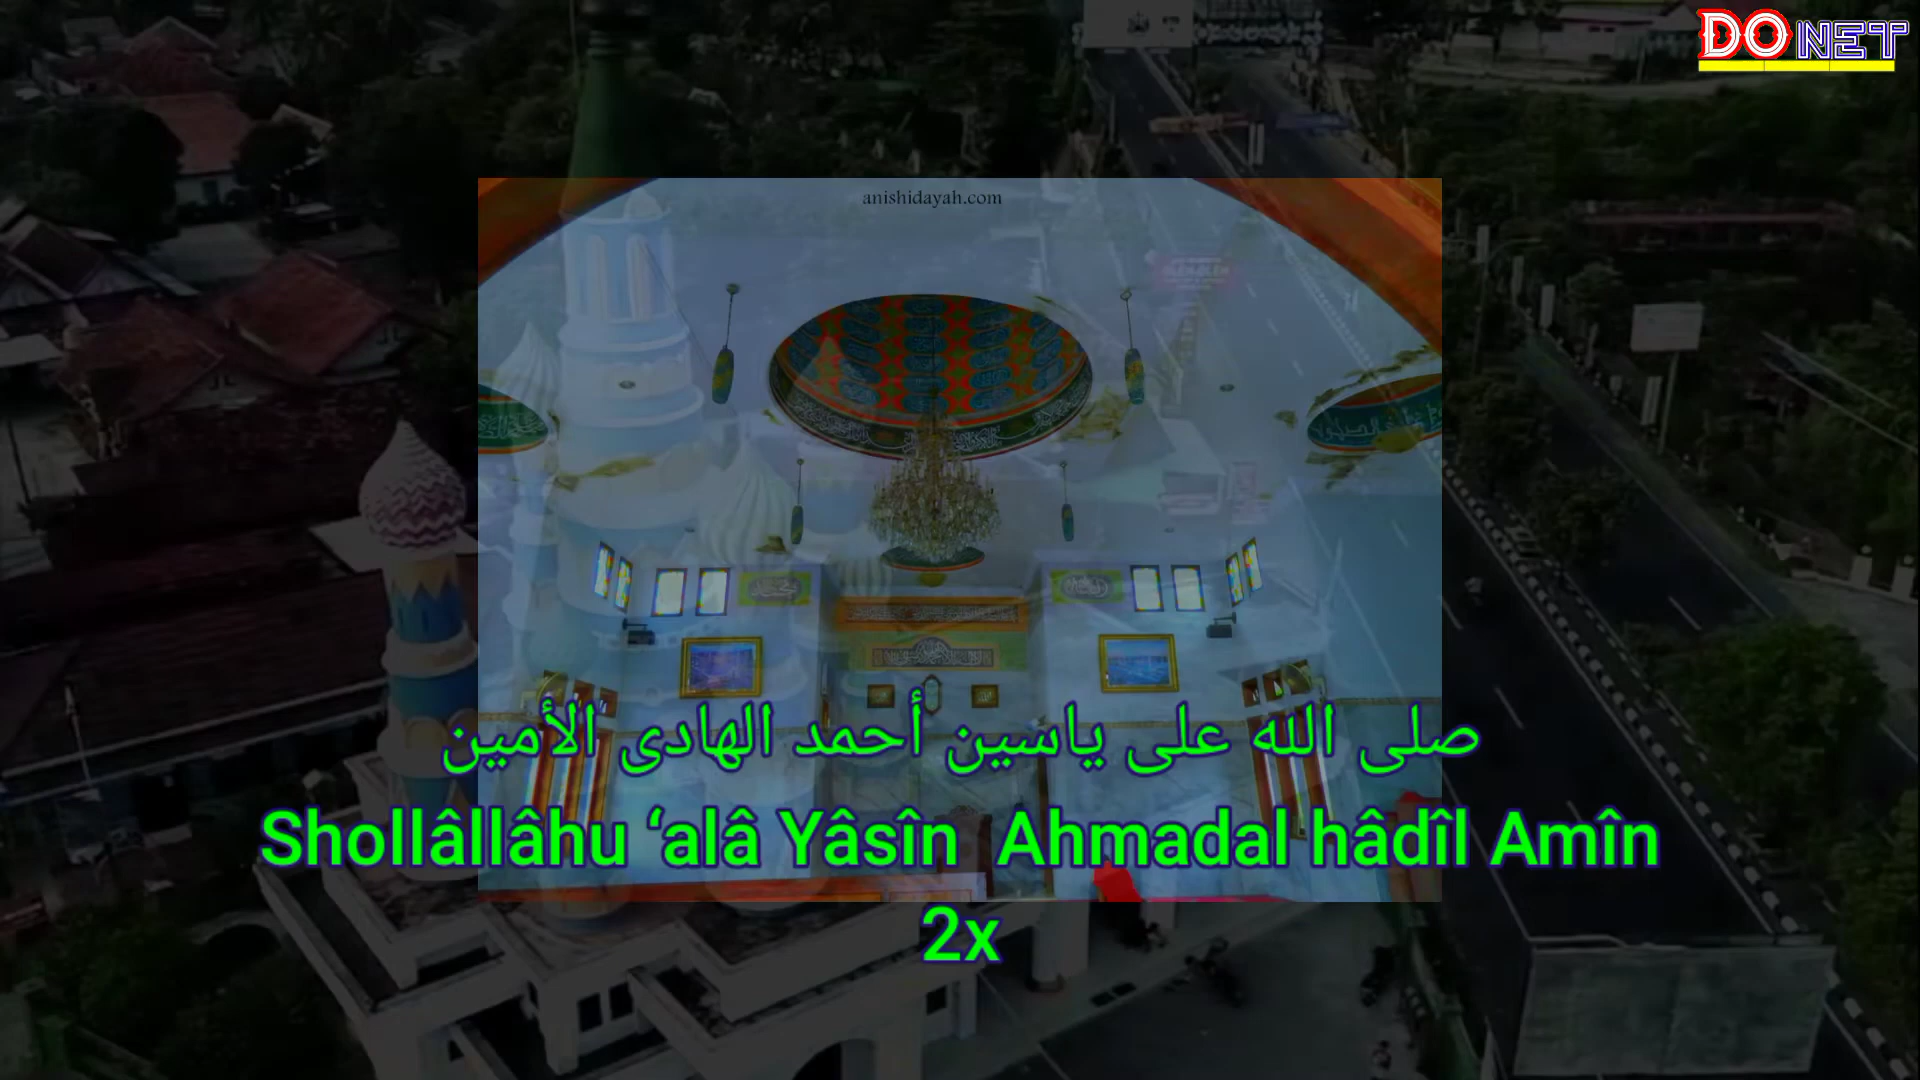 DONET
anishidayah.com
صلى الله على ياسين أحمد الهادى الأمين
Shollâllâhu ‘alâ Yâsîn Ahmadal hâdîl Amîn
2x